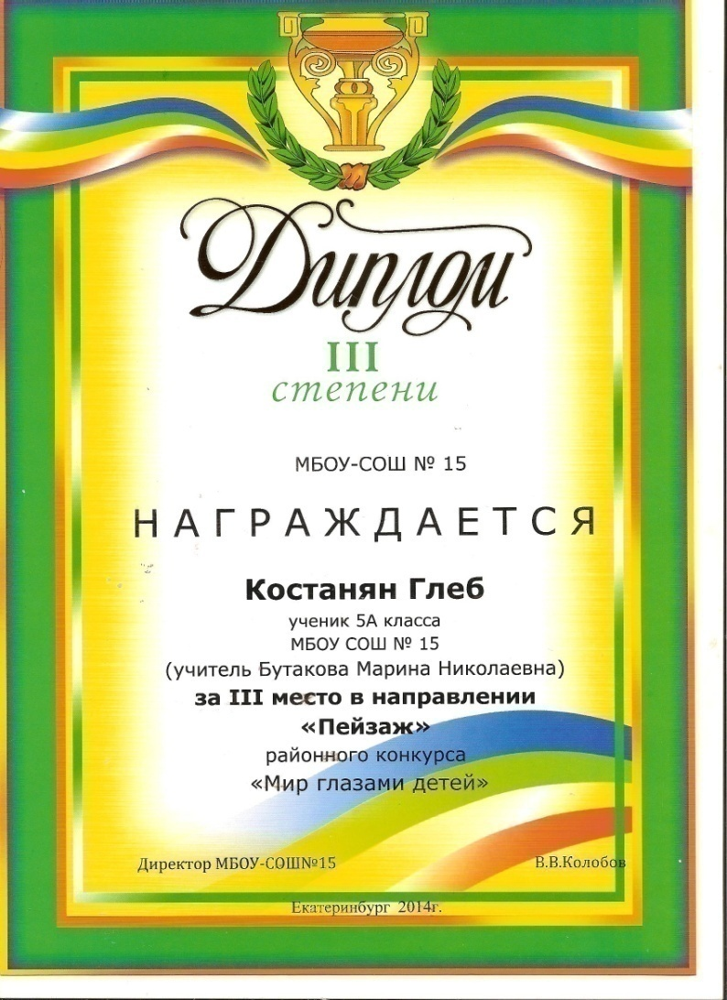 Диплом
III
степени
МБОУ-СОШ № 15
НАГРАЖДАЕТСЯ
Костанян Глеб
ученик 5А класса
МБОУ СОШ № 15
(учитель Бутакова Марина Николаевна)
за III место в направлении
«Пейзаж»
районного конкурса
«Мир глазами детей»
Директор МБОУ-СОШ№15 В.В.Колобов
Екатеринбург 2014г.